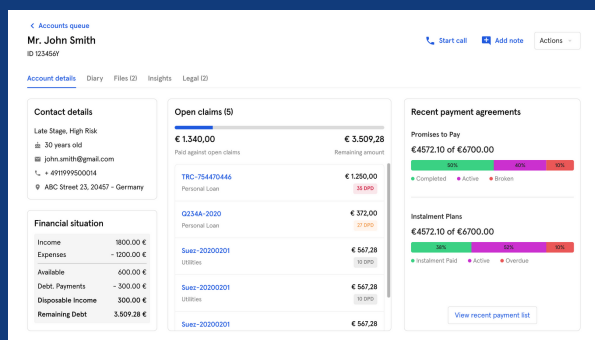 Accounts queue
Mr. John Smith
ID 123456Y
Start call
Add note
Actions
Account details
Diary
Files (2)
Insights
Legal (2)
Contact details
Late Stage, High Risk
30 years old
john.smith@gmail.com
+ 4911999500014
ABC Street 23, 20457 - Germany
Financial situation
Income 1800.00 €
Expenses - 1200.00 €
Available 600.00 €
Debt. Payments - 300.00 €
Disposable Income 300.00 €
Remaining Debt 3.509.28 €
Open claims (5)
€ 1.340,00 € 3.509,28
Paid against open claims Remaining amount
TRC-754470446 € 1.250,00
Personal Loan 38 DPD
Q234A-2020 € 372,00
Personal Loan 27 DPD
Suez-20200201 € 567,28
Utilities 10 DPD
Suez-20200201 € 567,28
Utilities 10 DPD
Suez-20200201 € 567,28
Recent payment agreements
Promises to Pay
€4572.10 of €6700.00
50% 40% 10%
Completed Active Broken
Instalment Plans
€4572.10 of €6700.00
38% 52% 10%
Instalment Paid Active Overdue
View recent payment list